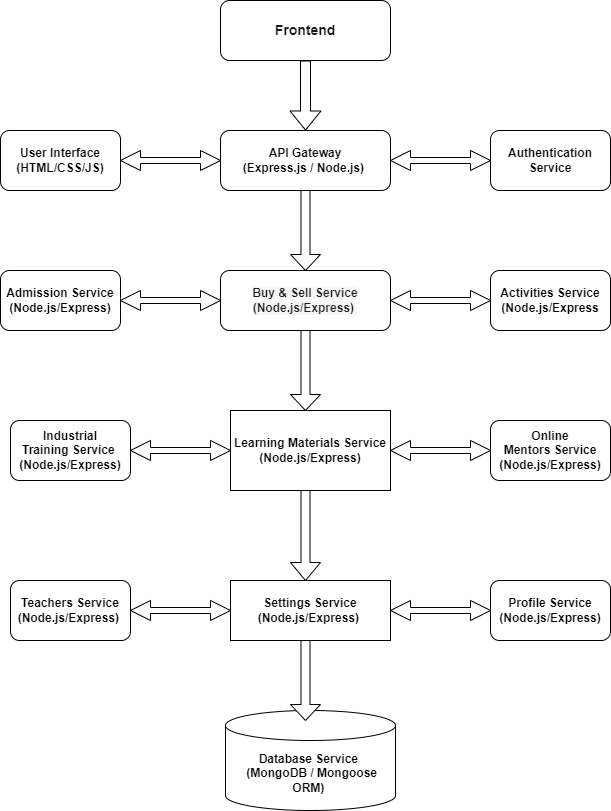 Frontend
User Interface
(HTML/CSS/JS)
API Gateway
(Express.js / Node.js)
Authentication
Service
Admission Service
(Node.js/Express)
Buy & Sell Service
(Node.js/Express)
Activities Service
(Node.js/Express
Industrial
Training Service
(Node.js/Express)
Learning Materials Service
(Node.js/Express)
Online
Mentors Service
(Node.js/Express)
Teachers Service
(Node.js/Express)
Settings Service
(Node.js/Express)
Profile Service
(Node.js/Express)
Database Service
(MongoDB / Mongoose
ORM)